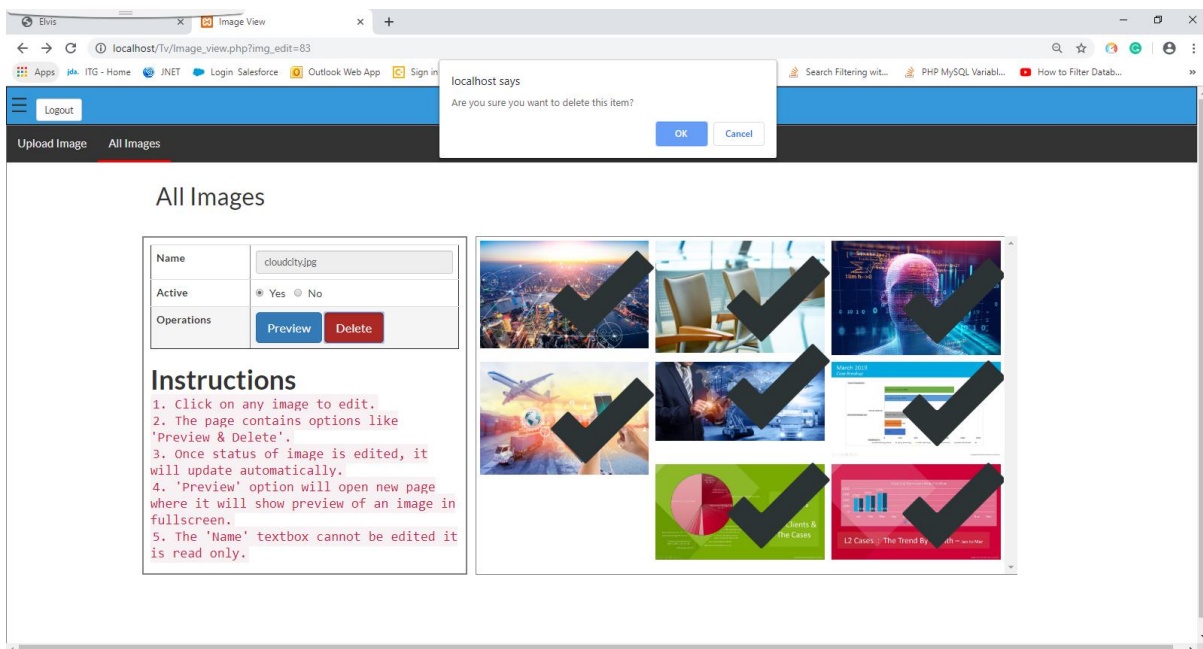 Elvis
Image View
localhost/Tv/Image_view.php?img_edit=83
Apps
jda. ITG - Home
JNET
Login Salesforce
Outlook Web App
Sign in
Search Filtering wit...
PHP MySQL Variabl...
How to Filter Datab...
localhost says
Are you sure you want to delete this item?
OK
Cancel
Logout
Upload Image
All Images
All Images
Name
cloudcity.jpg
Active
Yes
No
Operations
Preview
Delete
Instructions
1. Click on any image to edit.
2. The page contains options like
'Preview & Delete'.
3. Once status of image is edited, it
will update automatically.
4. 'Preview' option will open new page
where it will show preview of an image in
fullscreen.
5. The 'Name' textbox cannot be edited it
is read only.
March 2019
Clients &
The Cases
L2 Cases : The Trend By